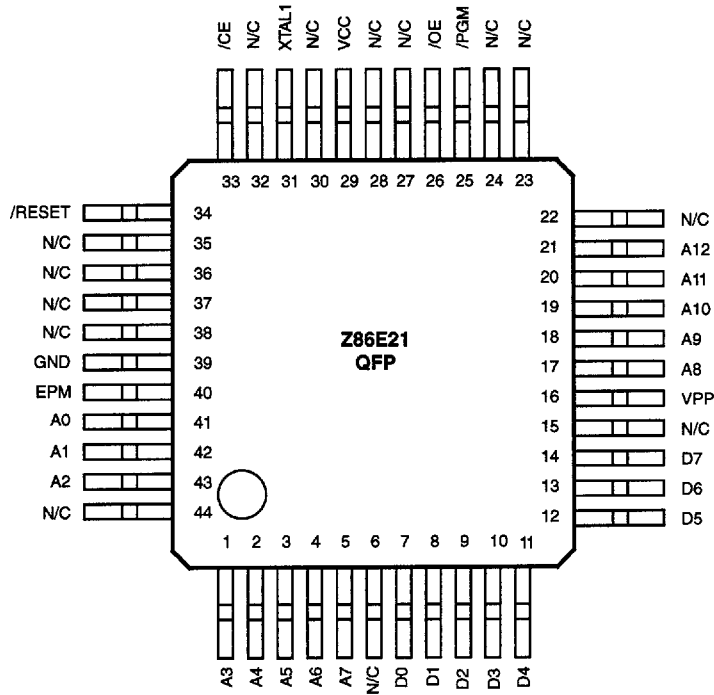 /CE
N/C
XTAL1
N/C
VCC
N/C
N/C
/OE
/PGM
N/C
N/C
33 32 31 30 29 28 27 26 25 24 23
/RESET 34
N/C 35
N/C 36
N/C 37
N/C 38
GND 39
EPM 40
A0 41
A1 42
A2 43
N/C 44
Z86E21
QFP
22 N/C
21 A12
20 A11
19 A10
18 A9
17 A8
16 VPP
15 N/C
14 D7
13 D6
12 D5
1 2 3 4 5 6 7 8 9 10 11
A3
A4
A5
A6
A7
N/C
D0
D1
D2
D3
D4